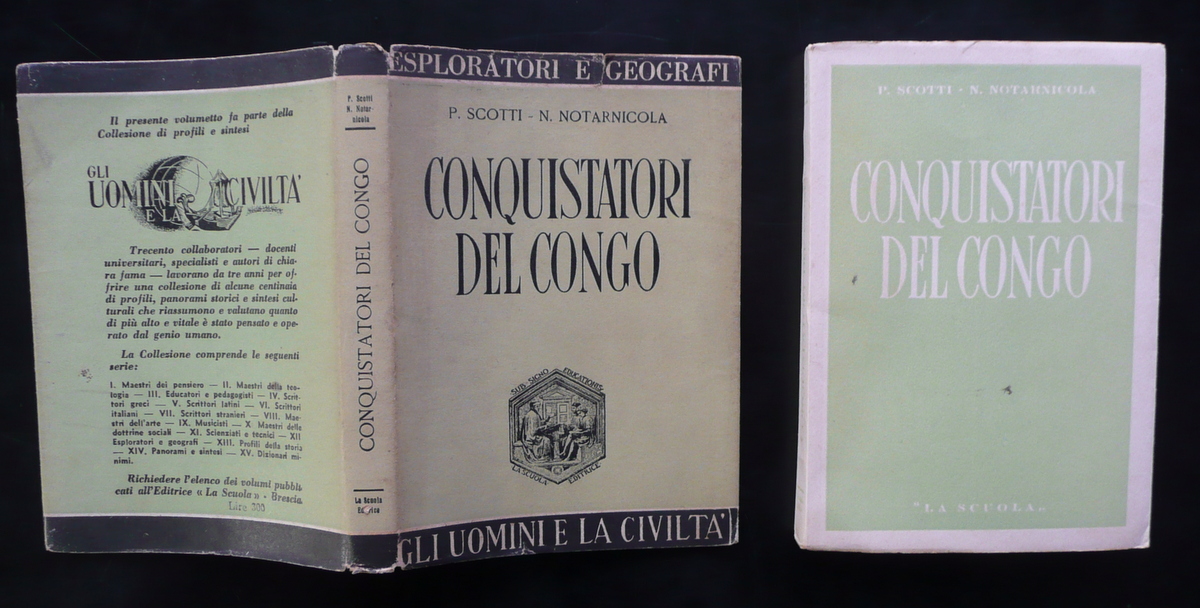 Il presente volumetto fa parte della
Collezione di profili e sintesi
GLI
UOMINI
E LA
CIVILTA'
Trecento collaboratori — docenti
universitari, specialisti e autori di chia-
ra fama — lavorano da tre anni per of-
frire una collezione di alcune centinaia
di profili, panorami storici e sintesi cul-
turali che riassumono e valutano quanto
di più alto e vitale è stato pensato e ope-
rato dal genio umano.
La Collezione comprende le seguenti
serie:
I. Maestri del pensiero — II. Maestri della teo-
logia — III. Educatori e pedagogisti — IV. Scrit-
tori greci — V. Scrittori latini — VI. Scrittori
italiani — VII. Scrittori stranieri — VIII. Mae-
stri dell'arte — IX. Musicisti — X Maestri delle
dottrine sociali — XI. Scienziati e tecnici — XII
Esploratori e geografi — XIII. Profili della storia
— XIV. Panorami e sintesi — XV. Dizionari mi-
nimi.
Richiedere l'elenco dei volumi pubbli-
cati all'Editrice « La Scuola » - Brescia
Lire 300
P. Scotti
N. Notar-
nicola
CONQUISTATORI DEL CONGO
La Scuola
Editrice
ESPLORATORI E GEOGRAFI
P. SCOTTI - N. NOTARNICOLA
CONQUISTATORI
DEL CONGO
SUB SIGNO EDUCATIONIS
LA SCUOLA EDITRICE
GLI UOMINI E LA CIVILTA'
P. SCOTTI - N. NOTARNICOLA
CONQUISTATORI
DEL CONGO
"LA SCUOLA„